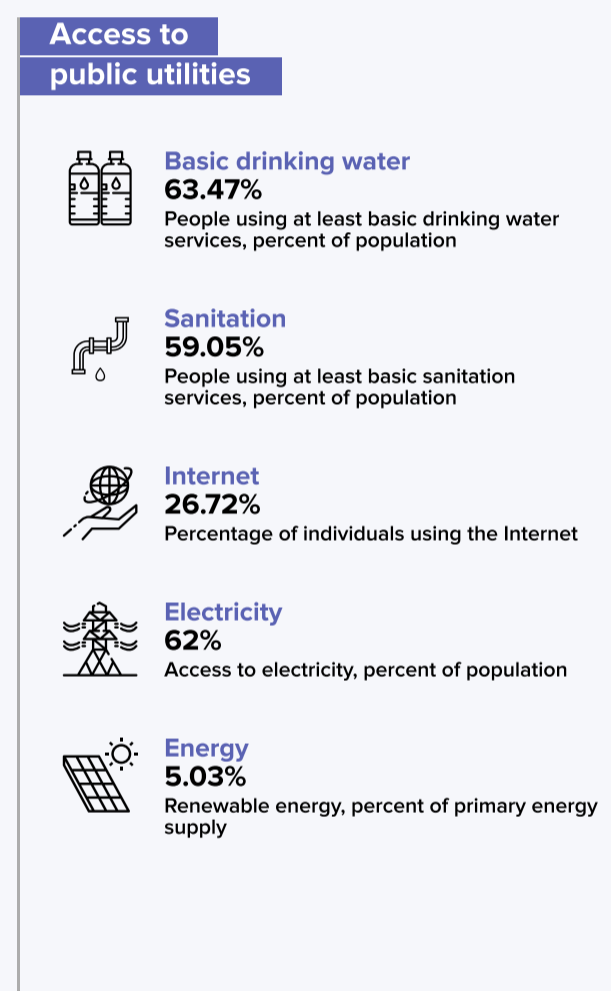 Access to
public utilities
Basic drinking water
63.47%
People using at least basic drinking water
services, percent of population
Sanitation
59.05%
People using at least basic sanitation
services, percent of population
Internet
26.72%
Percentage of individuals using the Internet
Electricity
62%
Access to electricity, percent of population
Energy
5.03%
Renewable energy, percent of primary energy
supply